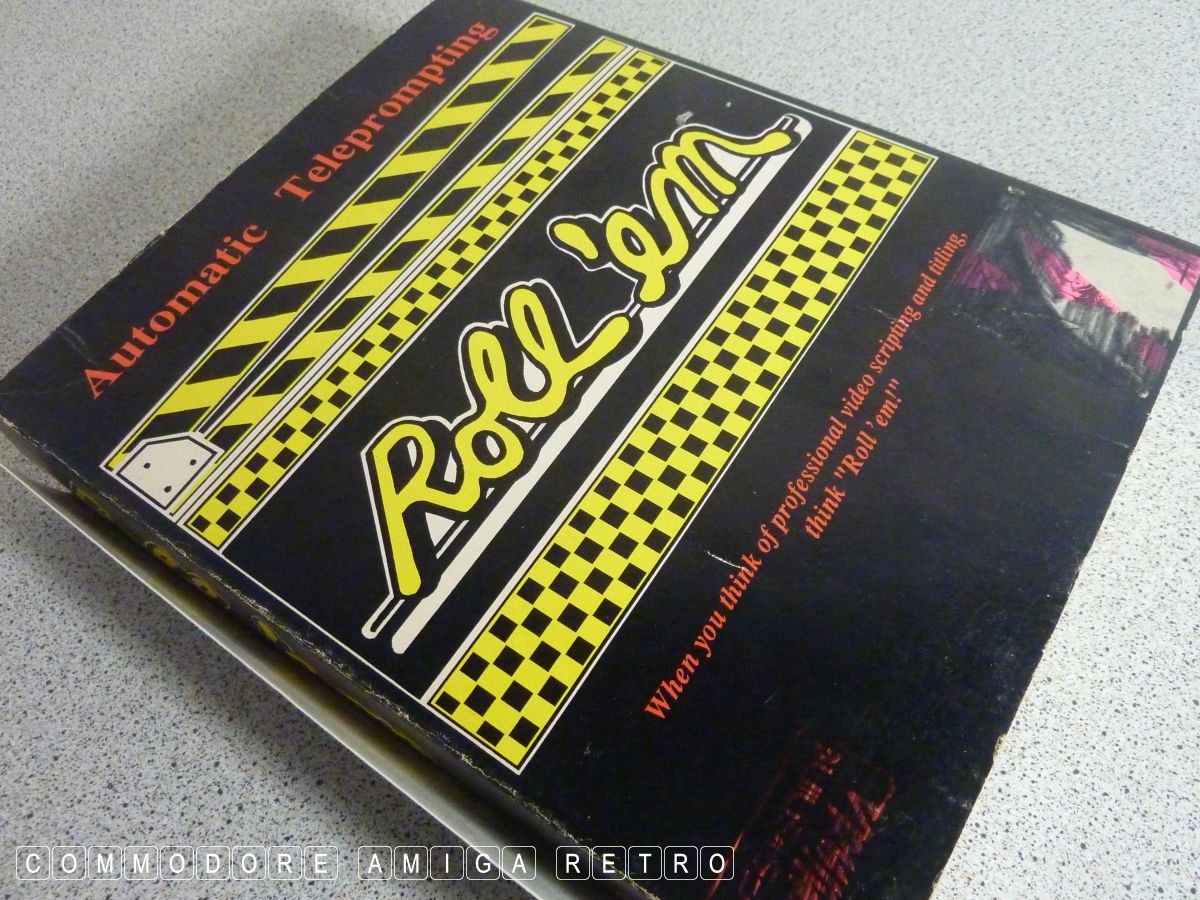 Automatic Teleprompting
Roll 'em
When you think of professional video scripting and titling,
think "Roll 'em!"
COMMODORE AMIGA RETRO